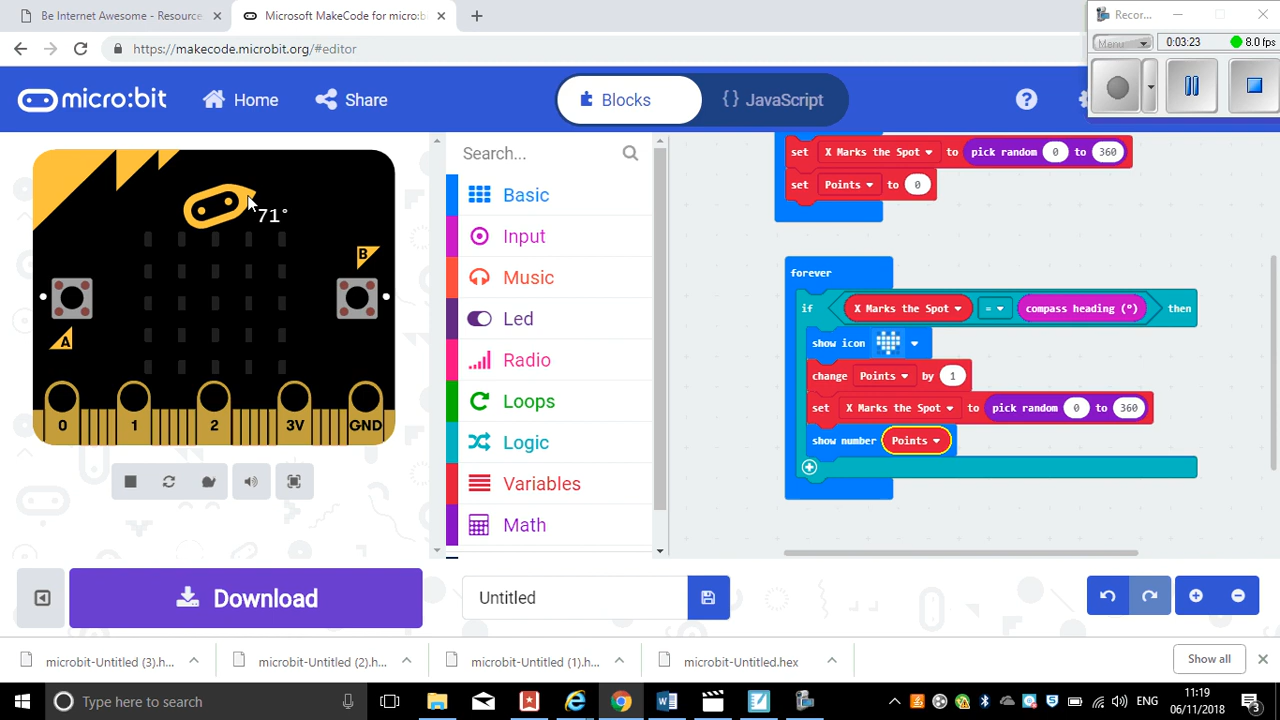 Be Internet Awesome - Resource
Microsoft MakeCode for micro:b
Recor...
https://makecode.microbit.org/#editor
Menu
0:03:23
8.0 fps
micro:bit
Home
Share
Blocks
{} JavaScript
?
Search...
set X Marks the Spot to pick random 0 to 360
set Points to 0
Basic
71°
Input
B
forever
Music
if X Marks the Spot = compass heading (°) then
Led
A
show icon
Radio
change Points by 1
Loops
set X Marks the Spot to pick random 0 to 360
0 1 2 3V GND
Logic
show number Points
Variables
Math
Download
Untitled
microbit-Untitled (3).h...
microbit-Untitled (2).h...
microbit-Untitled (1).h...
microbit-Untitled.hex
Show all
Type here to search
ENG
11:19
06/11/2018
3